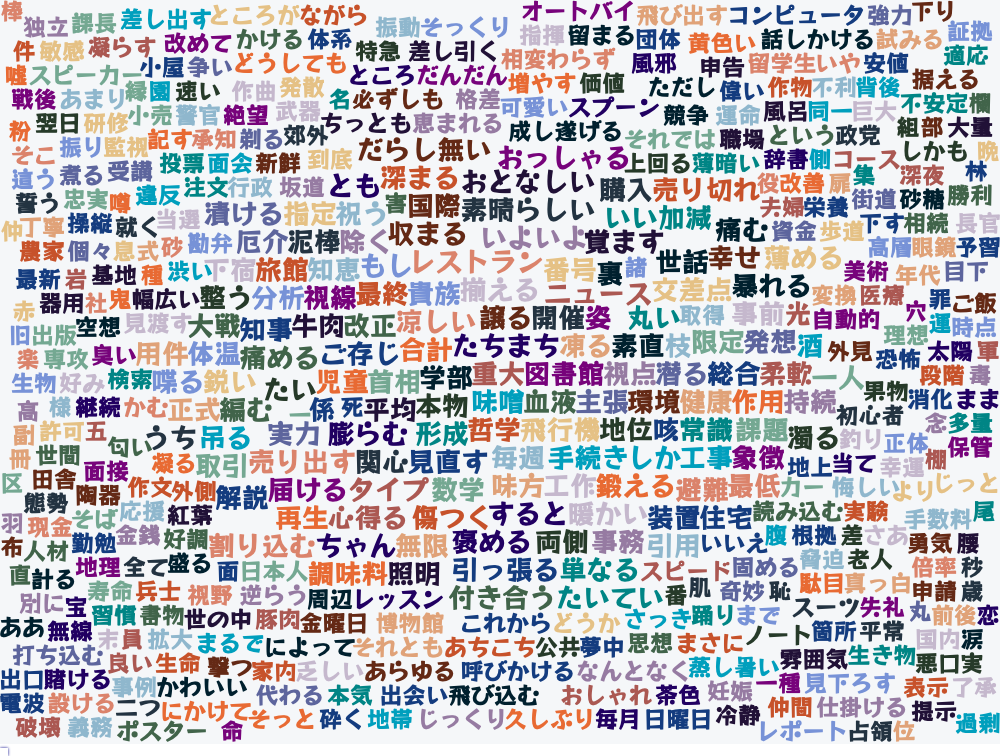 棒 独立 課長 差し出す ところが ながら 振動 そっくり オートバイ 飛び出す コンピュータ 強力 下り
件 敏感 凝らす 改めて かける 体系 特急 差し引く 指揮 留まる 団体 黄色い 話しかける 試みる 証拠
嘘 スピーカー 小屋 争い どうしても ところ だんだん 相変わらず 風邪 申告 留学生 いや 安値 適応
戦後 あまり 緑 園 速い 作曲 発散 名 必ずしも 格差 増やす 価値 ただし 偉い 作物 不利 背後 据える
粉 翌日 研修 小売 警官 絶望 武器 ちっとも 恵まれる 可愛い スプーン 競争 運命 風呂 同一 巨大 不安定 欄
そこ 振り 監視 記す 承知 剃る 郊外 だらし無い 成し遂げる それでは 職場 という 政党 組 部 大量
違う 煮る 受講 投票 面会 新鮮 到底 おっしゃる 上回る 薄暗い 辞書 側 コース しかも 晩
誓う 忠実 噂 違反 注文 行政 坂道 とも 深まる おとなしい 購入 売り切れ 役 改善 扉 集 深夜 林
仲 丁寧 操縦 就く 当選 漬ける 指定 祝う 害 国際 素晴らしい いい 加減 夫婦 栄養 街道 砂糖 勝利
農家 個々 息 式 砂 勘弁 厄介 泥棒 除く 収まる いよいよ 覚ます 痛む 資金 歩道 下す 相続 長官
最新 岩 基地 種 渋い 下宿 旅館 知恵 もし レストラン 番号 裏 諸 世話 幸せ 薄める 高層 眼鏡 予習
赤 器用 社 鬼 幅広い 整う 分析 視線 最終 貴族 揃える ニュース 交差点 暴れる 美術 年代 目下
旧 出版 空想 見渡す 大戦 知事 牛肉 改正 涼しい 譲る 開催 姿 丸い 取得 事前 光 変換 医療 穴 罪 ご飯
楽 専攻 臭い 用件 体温 痛める ご存じ 合計 たちまち 凍る 素直 枝 限定 発想 酒 自動的 外見 理想 運 時点
生物 好み 検索 喋る 鋭い たい 児童 首相 学部 重大 図書館 視点 潜る 総合 柔軟 一人 恐怖 太陽 軍
高 様 継続 かむ 正式 編む 一 係 死 平均 本物 味噌 血液 主張 環境 健康 作用 持続 男物 段階 毒
副 許可 五 匂い うち 吊る 実力 膨らむ 形成 哲学 飛行機 地位 咳 常識 課題 初心者 消化 まま
冊 世間 面接 凝る 取引 売り出す 関心 見直す 毎週 手続き しか 工事 象徴 濁る 釣り 正体 念 多量
区 田舎 陶器 作文 外側 解説 届ける タイプ 数学 味方 工作 鍛える 避難 最低 地上 当て 幸運 棚 保管
羽 態勢 応援 紅葉 再生 心得る 傷つく すると 暖かい 装置 住宅 カー 悔しい より じっと
布 現金 そば 金銭 好調 割り込む ちゃん 無限 褒める 両側 事務 引用 いいえ 読み込む 実験 手数料 尾
人材 勤勉 地理 全て 盛る 面 日本人 調味料 照明 引っ張る 単なる スピード 腹 根拠 差 さあ 勇気 腰
直 計る 寿命 兵士 視野 逆らう 周辺 レッスン 付き合う たいてい 番 肌 固める 脅迫 老人 倍率 秒
別に 宝 習慣 書物 世の中 豚肉 金曜日 博物館 これから どうか さっき 踊り まで 奇妙 恥 駄目 真っ白 申請 歳
ああ 無線 末 員 拡大 まるで によって それとも あちこち 公共 夢中 思想 まさに スーツ 失礼 丸 前後 恋
打ち込む 良い 生命 撃つ 家内 乏しい あらゆる 呼びかける なんとなく 蒸し暑い ノート 箇所 平常 国内 涙
出口 賭ける 事例 かわいい 代わる 本気 出会い 飛び込む おしゃれ 茶色 妊娠 雰囲気 生き物 悪口 実
電波 設ける 二つ にかけて そっと 砕く 地帯 じっくり 久しぶり 毎月 日曜日 冷静 一種 見下ろす 表示 了承
破壊 義務 ポスター 命 レポート 占領 位 仲間 仕掛ける 提示 過剰